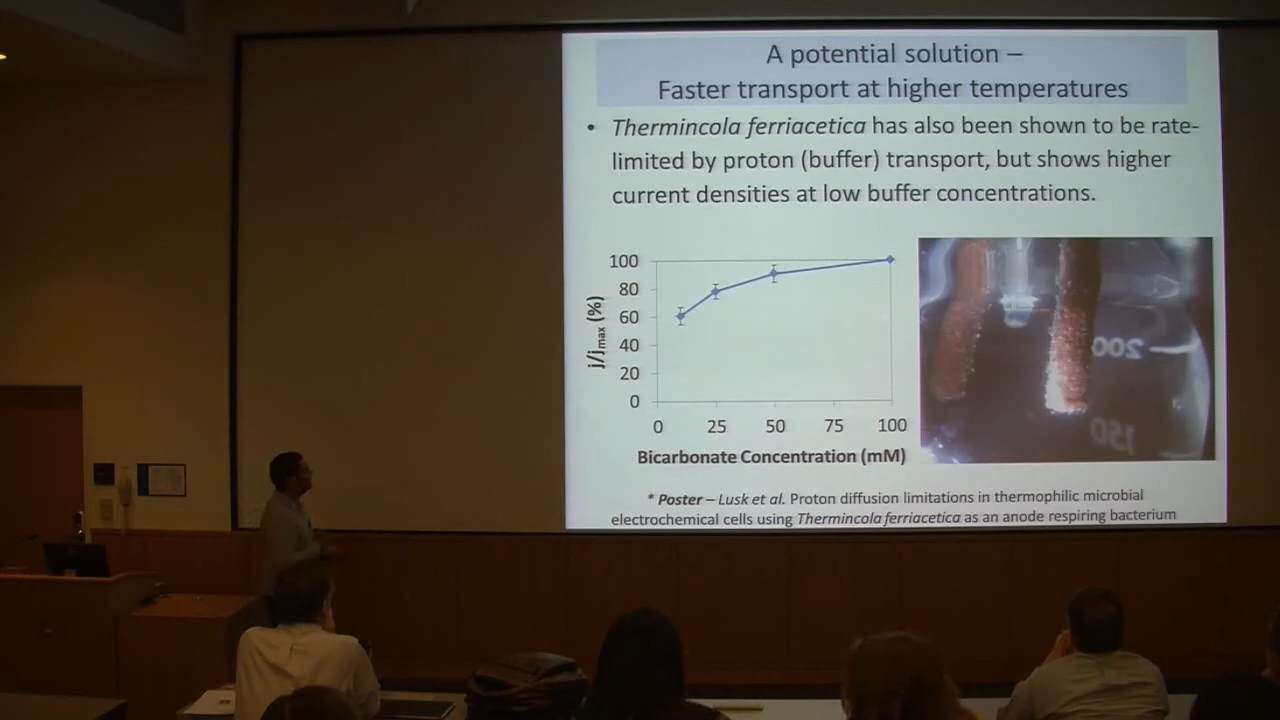 A potential solution –
Faster transport at higher temperatures
• Thermincola ferriacetica has also been shown to be rate-
limited by proton (buffer) transport, but shows higher
current densities at low buffer concentrations.
100
80
60
40
20
0
j/jmax (%)
0 25 50 75 100
Bicarbonate Concentration (mM)
200
150
* Poster – Lusk et al. Proton diffusion limitations in thermophilic microbial
electrochemical cells using Thermincola ferriacetica as an anode respiring bacterium